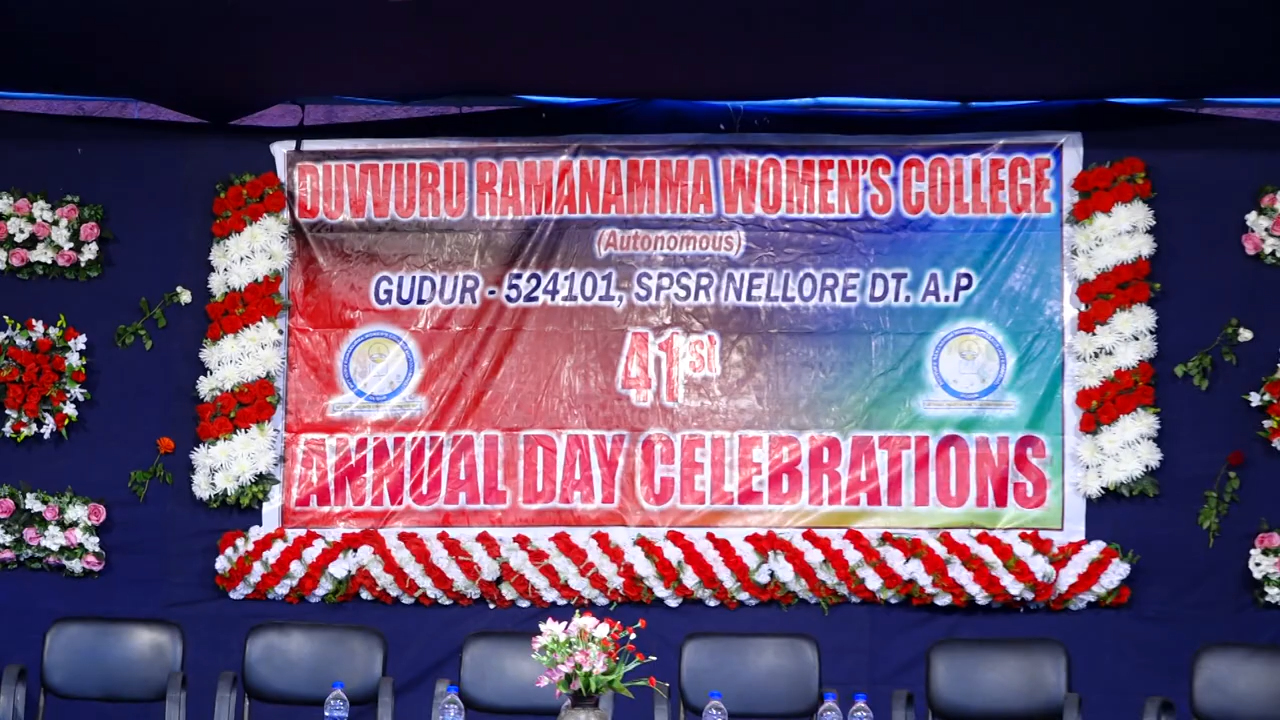 DUVVURU RAMANAMMA WOMEN'S COLLEGE
(Autonomous)
GUDUR - 524101, SPSR NELLORE DT. A.P
41st
ANNUAL DAY CELEBRATIONS